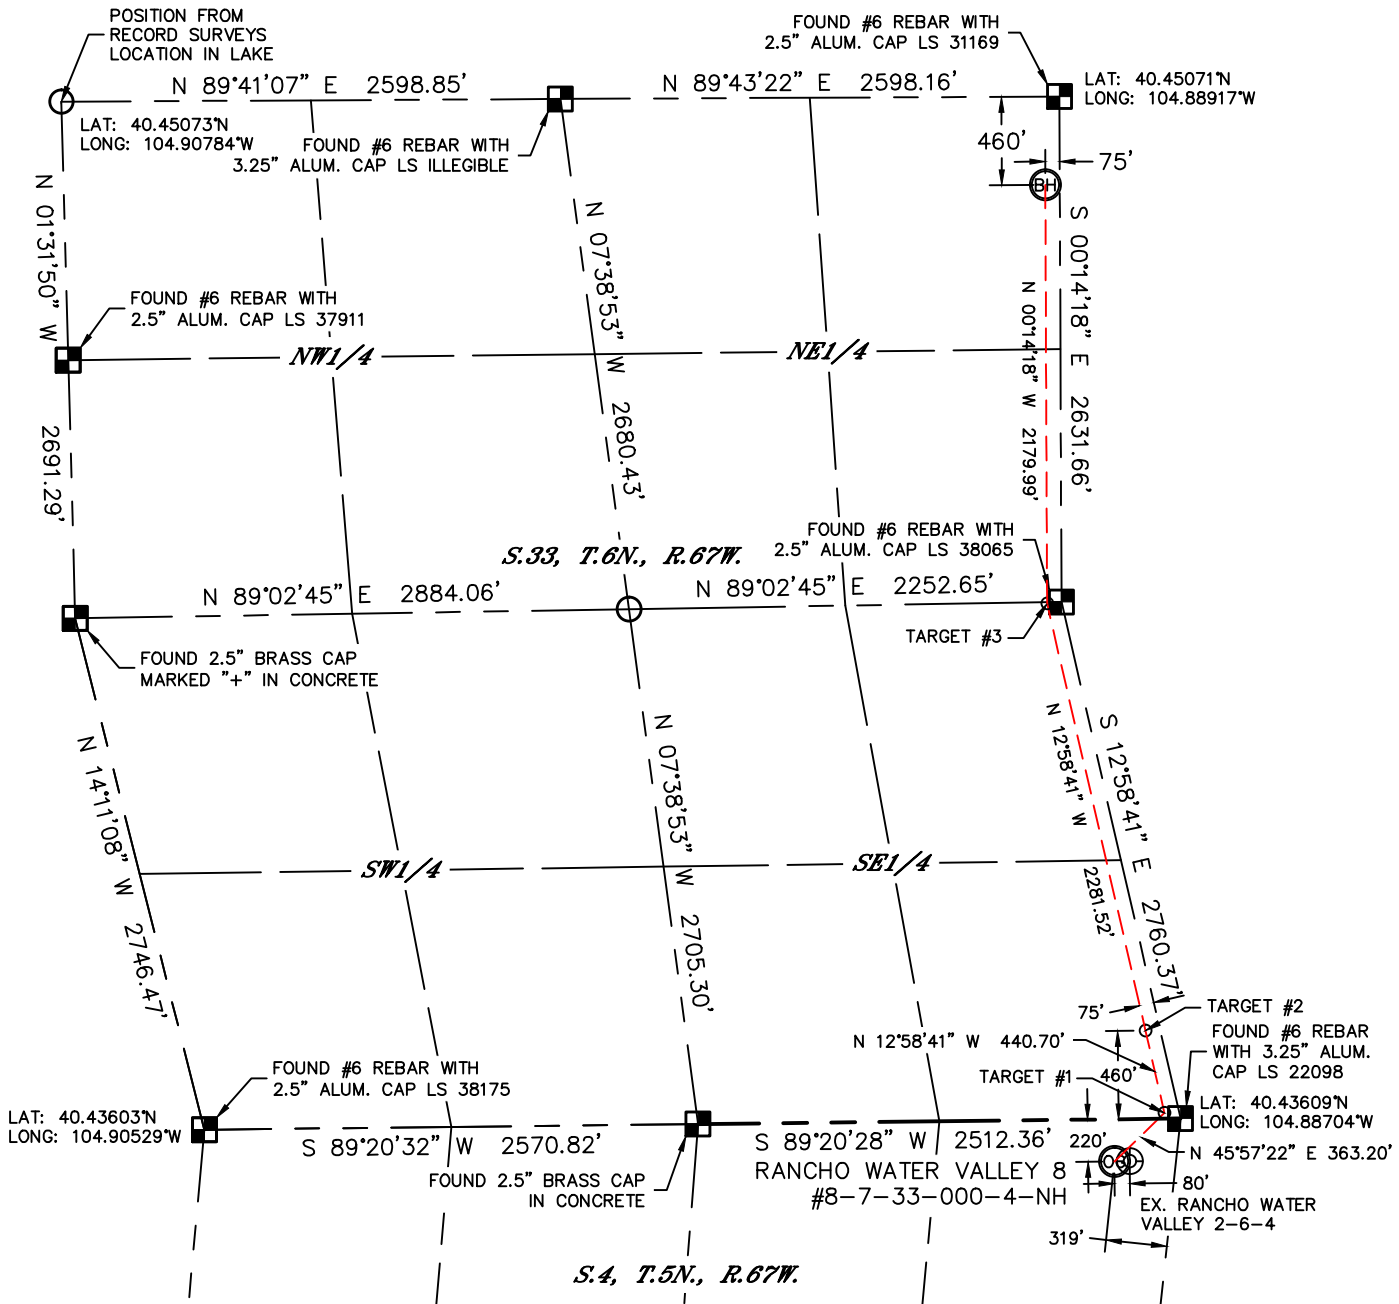 POSITION FROM
RECORD SURVEYS
LOCATION IN LAKE
FOUND #6 REBAR WITH
2.5" ALUM. CAP LS 31169
N 89°41'07" E 2598.85'
N 89°43'22" E 2598.16'
LAT: 40.45071°N
LONG: 104.88917°W
LAT: 40.45073°N
LONG: 104.90784°W
FOUND #6 REBAR WITH
3.25" ALUM. CAP LS ILLEGIBLE
460'
75'
BH
N 01°31'50" W
2691.29'
N 07°38'53" W 2680.43'
S 00°14'18" E 2631.66'
N 00°14'18" W 2179.99'
FOUND #6 REBAR WITH
2.5" ALUM. CAP LS 37911
NW1/4
NE1/4
FOUND #6 REBAR WITH
2.5" ALUM. CAP LS 38065
S.33, T.6N., R.67W.
N 89°02'45" E 2884.06'
N 89°02'45" E 2252.65'
TARGET #3
FOUND 2.5" BRASS CAP
MARKED "+" IN CONCRETE
N 14°11'08" W 2746.47'
N 07°38'53" W 2705.30'
N 12°58'41" W 2281.52'
S 12°58'41" E 2760.37'
SW1/4
SE1/4
75'
TARGET #2
N 12°58'41" W 440.70'
FOUND #6 REBAR
WITH 3.25" ALUM.
CAP LS 22098
FOUND #6 REBAR WITH
2.5" ALUM. CAP LS 38175
TARGET #1
460'
LAT: 40.43603°N
LONG: 104.90529°W
LAT: 40.43609°N
LONG: 104.88704°W
S 89°20'32" W 2570.82'
S 89°20'28" W 2512.36'
220'
N 45°57'22" E 363.20'
FOUND 2.5" BRASS CAP
IN CONCRETE
RANCHO WATER VALLEY 8
#8-7-33-000-4-NH
80'
EX. RANCHO WATER
VALLEY 2-6-4
319'
S.4, T.5N., R.67W.